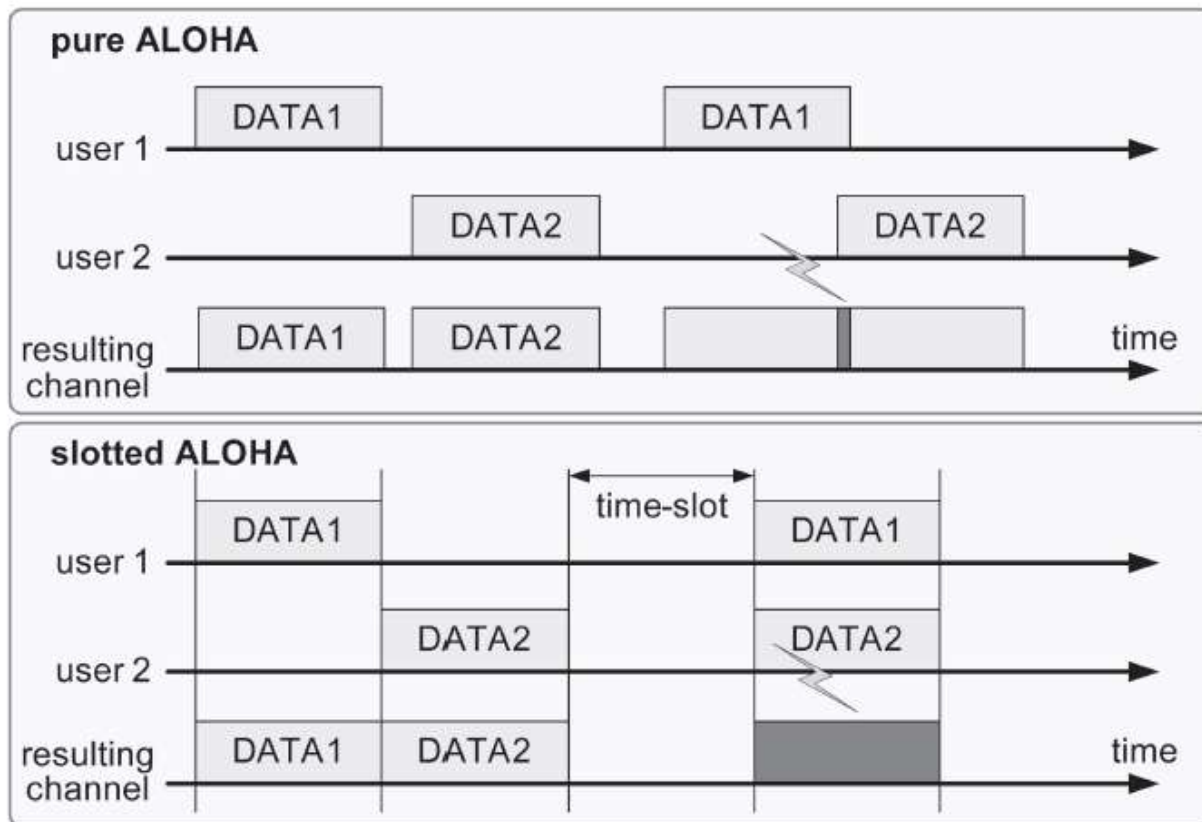 pure ALOHA
DATA1 DATA1
user 1
DATA2 DATA2
user 2
DATA1 DATA2 time
resulting
channel
slotted ALOHA
time-slot
DATA1 DATA1
user 1
DATA2 DATA2
user 2
DATA1 DATA2 time
resulting
channel